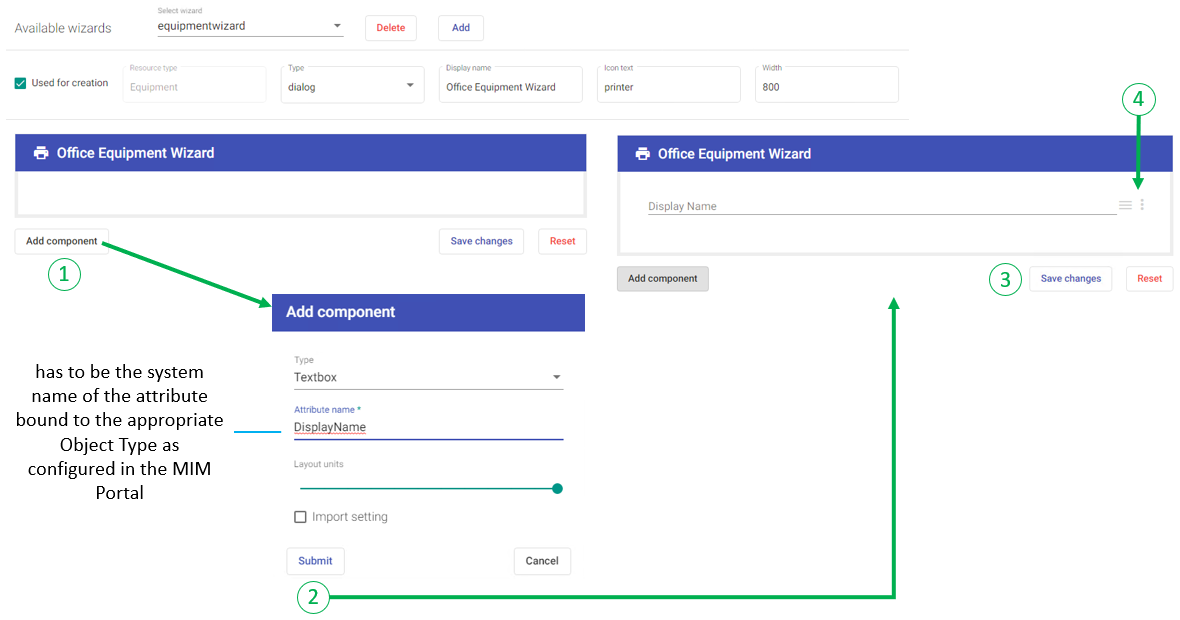 Select wizard
Available wizards
equipmentwizard
Delete
Add
Used for creation
Resource type
Equipment
Type
dialog
Display name
Office Equipment Wizard
Icon text
printer
Width
800
Office Equipment Wizard
Add component
Save changes
Reset
1
Add component
Type
Textbox
Attribute name *
DisplayName
Layout units
Import setting
Submit
Cancel
2
has to be the system
name of the attribute
bound to the appropriate
Object Type as
configured in the MIM
Portal
4
Office Equipment Wizard
Display Name
Add component
3
Save changes
Reset